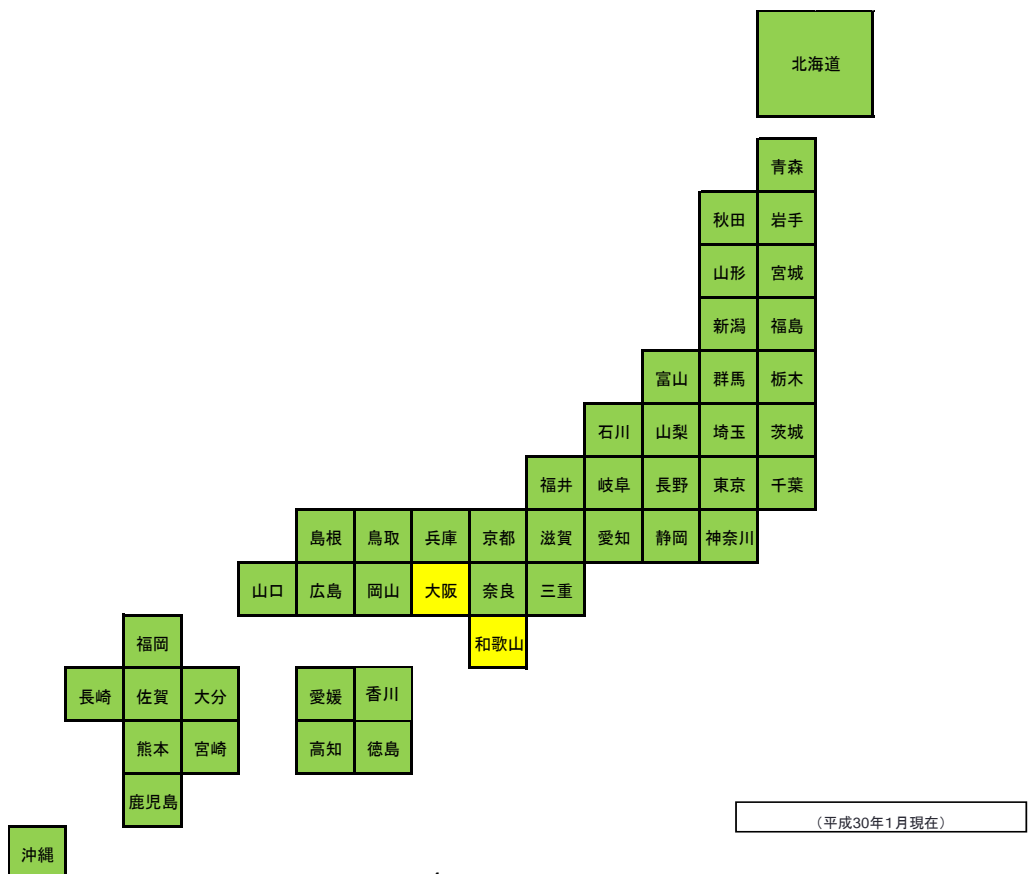 北海道
青森
秋田 岩手
山形 宮城
新潟 福島
富山 群馬 栃木
石川 山梨 埼玉 茨城
福井 岐阜 長野 東京 千葉
島根 鳥取 兵庫 京都 滋賀 愛知 静岡 神奈川
山口 広島 岡山 大阪 奈良 三重
福岡 和歌山
長崎 佐賀 大分 愛媛 香川
熊本 宮崎 高知 徳島
鹿児島
(平成30年1月現在)
沖縄